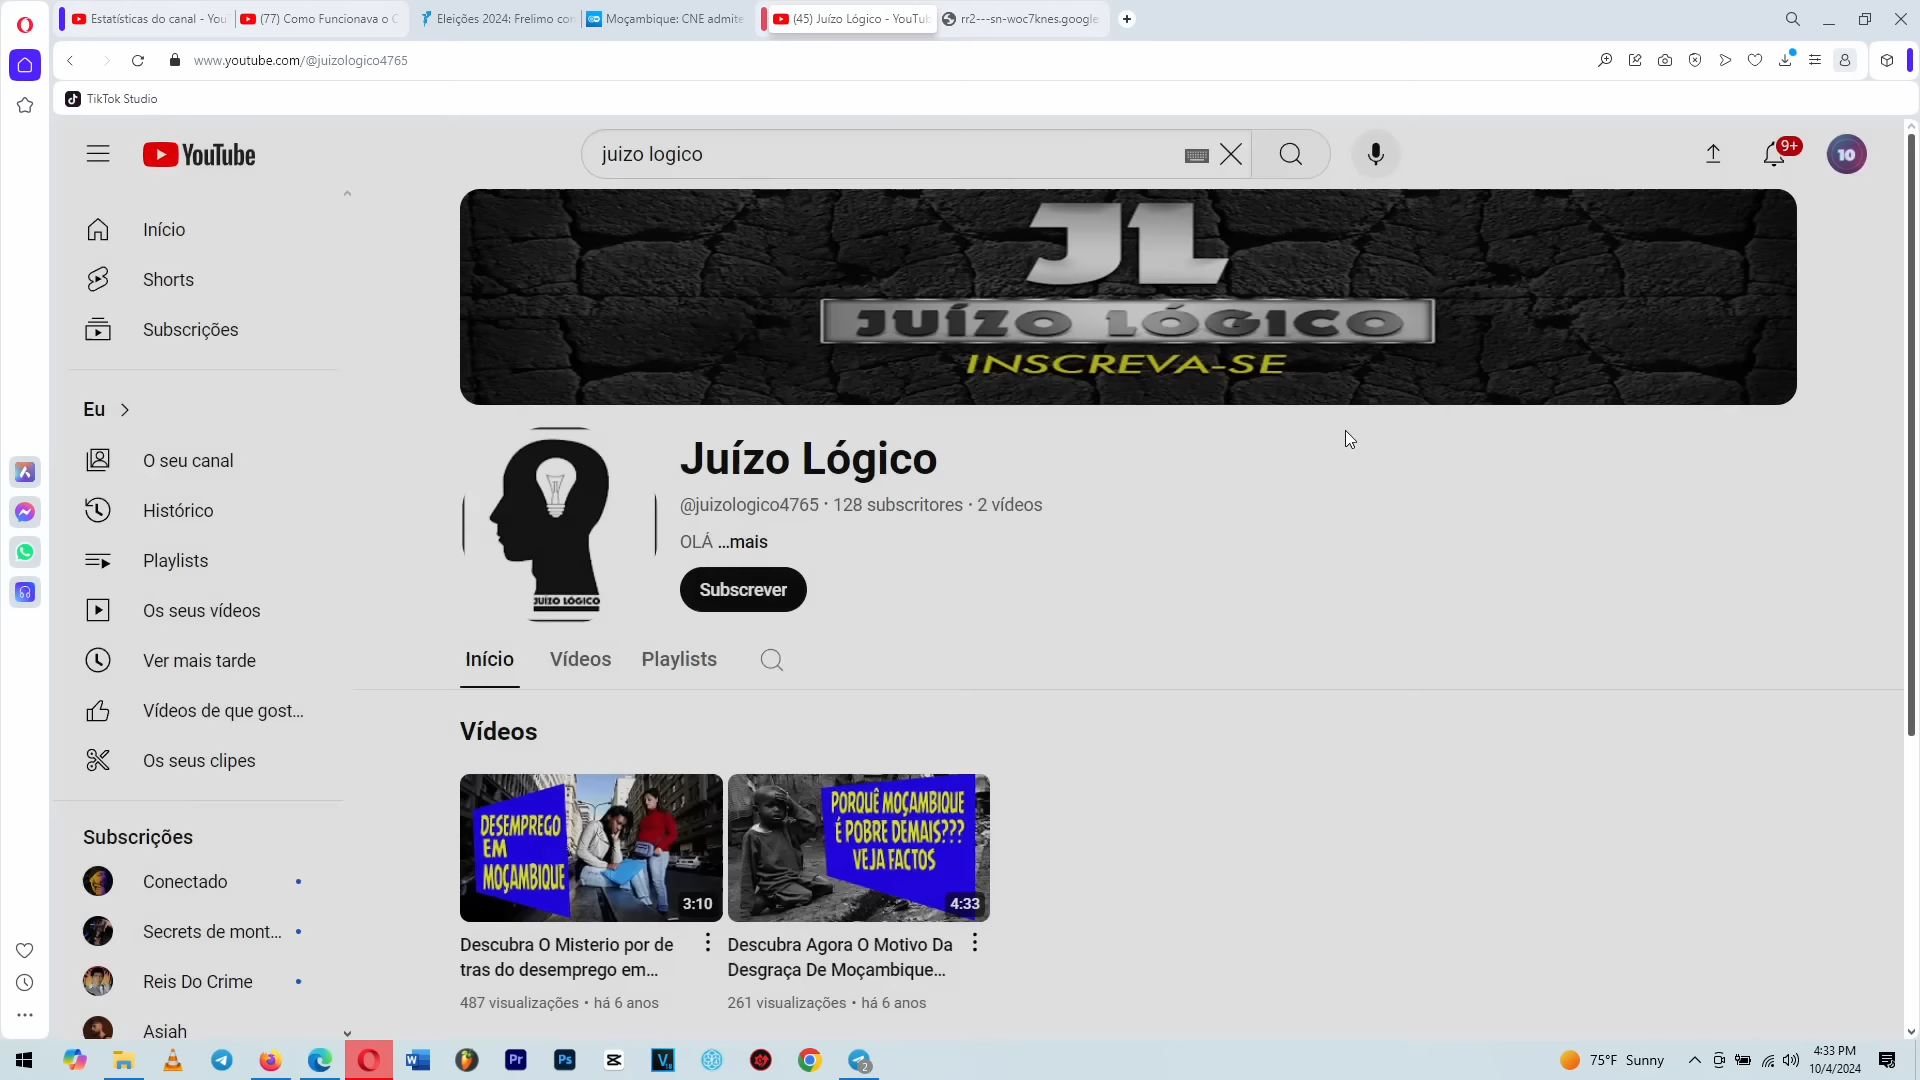 Estatísticas do canal - You
(77) Como Funcionava o C
Eleições 2024: Frelimo con
Moçambique: CNE admite
(45) Juízo Lógico - YouTub
rr2---sn-woc7knes.google
www.youtube.com/@juizologico4765
TikTok Studio
YouTube
juizo logico
9+
10
Início
Shorts
Subscrições
Eu
O seu canal
Histórico
Playlists
Os seus vídeos
Ver mais tarde
Vídeos de que gost...
Os seus clipes
Subscrições
Conectado
Secrets de mont...
Reis Do Crime
Asiah
JL
JUÍZO LÓGICO
INSCREVA-SE
JUÍZO LÓGICO
Juízo Lógico
@juizologico4765 • 128 subscritores • 2 vídeos
OLÁ ...mais
Subscrever
Início
Vídeos
Playlists
Vídeos
DESEMPREGO
EM
MOÇAMBIQUE
3:10
PORQUÊ MOÇAMBIQUE
É POBRE DEMAIS???
VEJA FACTOS
4:33
Descubra O Misterio por de
tras do desemprego em...
487 visualizações • há 6 anos
Descubra Agora O Motivo Da
Desgraça De Moçambique...
261 visualizações • há 6 anos
Pr
Ps
2
75°F Sunny
4:33 PM
10/4/2024